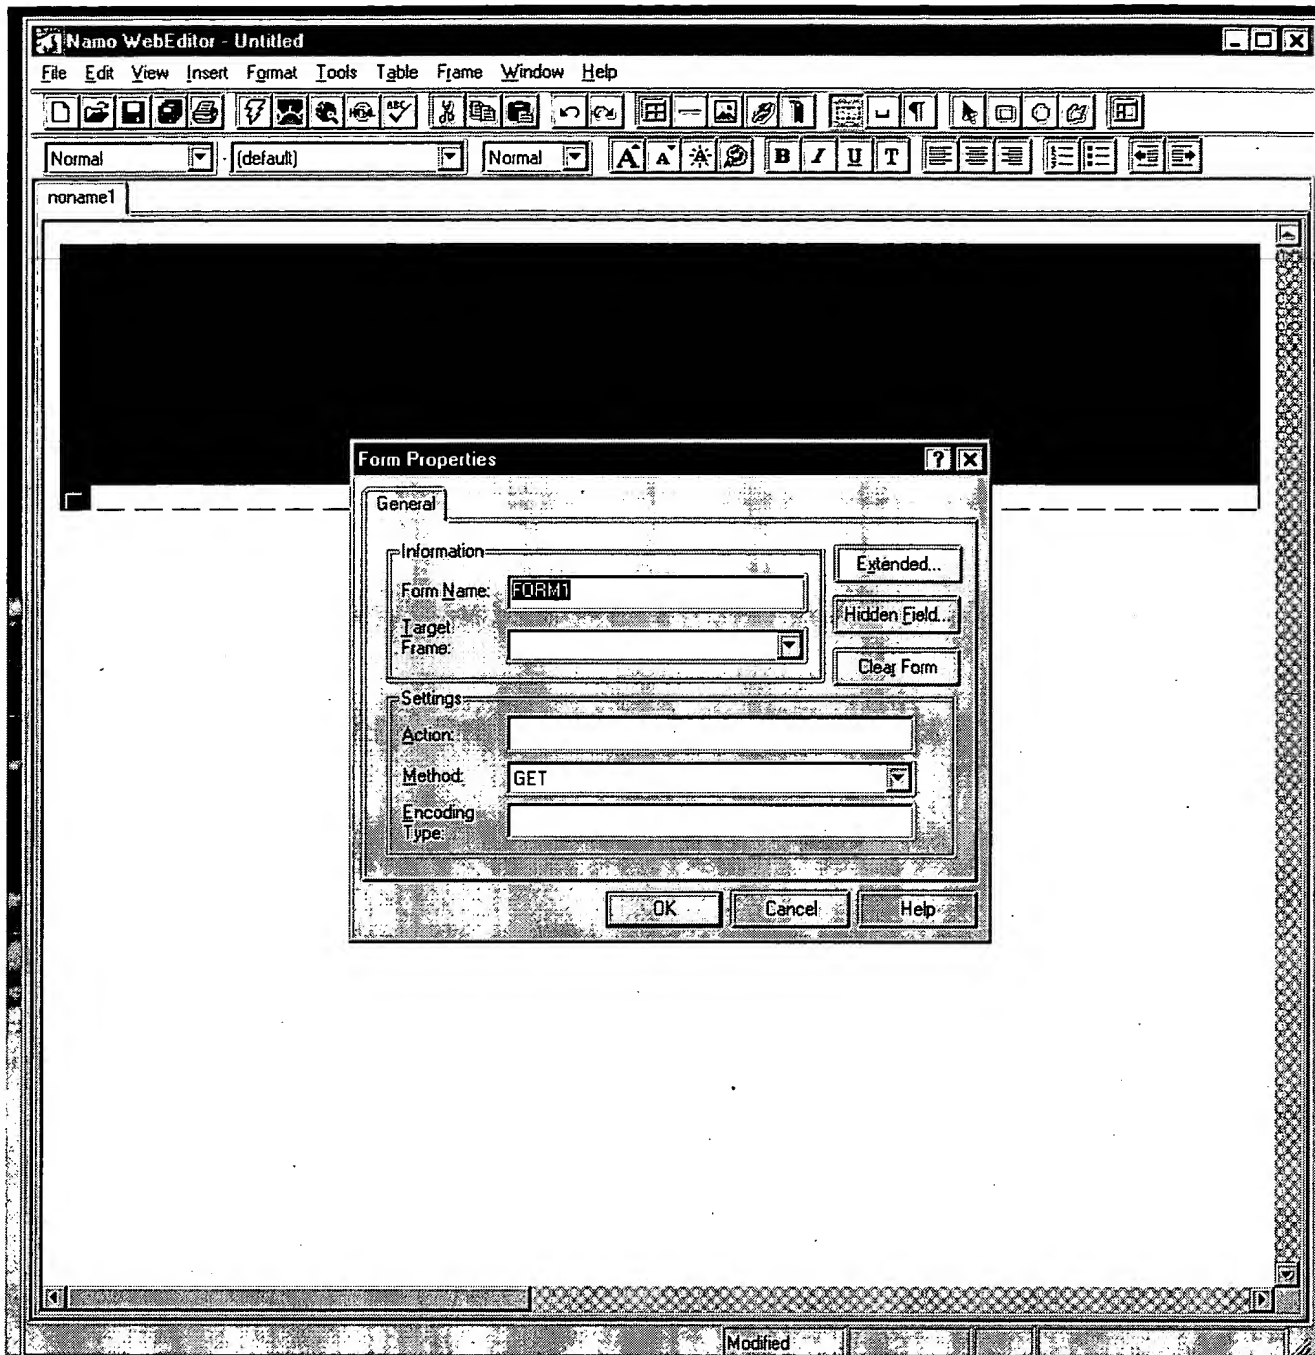 Namo WebEditor - Untitled
File Edit View Insert Format Tools Table Frame Window Help
ABC
Normal (default) Normal A A A B I U T
noname1
Form Properties
General
Information
Form Name: FORM1
Target Frame:
Extended...
Hidden Field...
Clear Form
Settings
Action:
Method: GET
Encoding Type:
OK Cancel Help
Modified